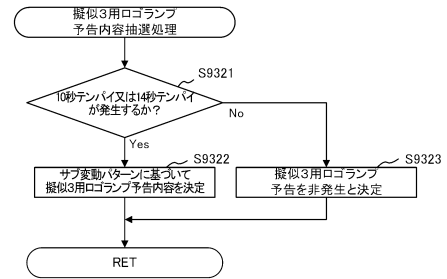 擬似3用ロゴランプ
予告内容抽選処理
S9321
10秒テンパイ又は14秒テンパイ
が発生するか？
No
Yes
S9322
サブ変動パターンに基づいて
擬似3用ロゴランプ予告内容を決定
S9323
擬似3用ロゴランプ
予告を非発生と決定
RET